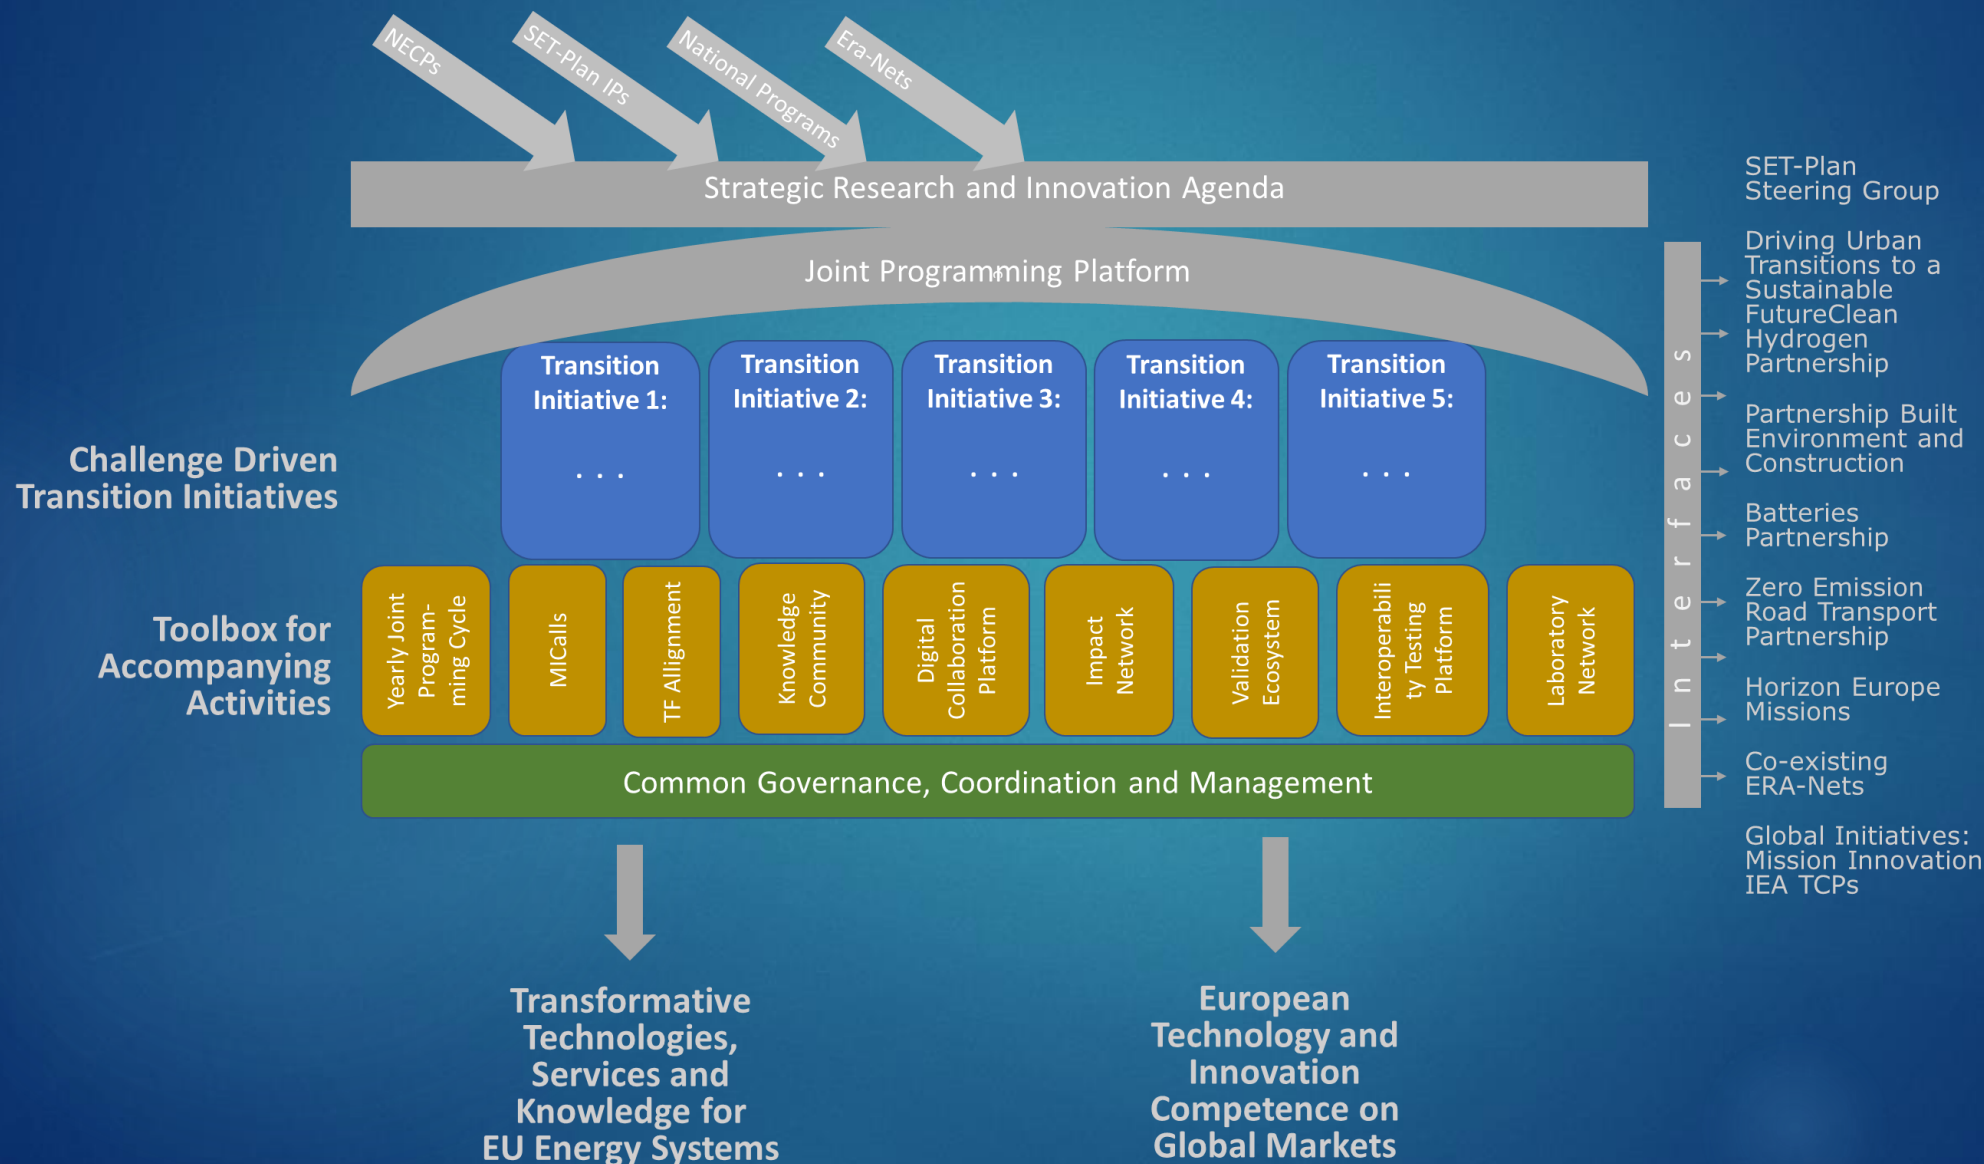 NECPs
SET-Plan IPs
National Programs
Era-Nets
Strategic Research and Innovation Agenda
Joint Programming Platform
Challenge Driven
Transition Initiatives
Transition
Initiative 1:
. . .
Transition
Initiative 2:
. . .
Transition
Initiative 3:
. . .
Transition
Initiative 4:
. . .
Transition
Initiative 5:
. . .
Toolbox for
Accompanying
Activities
Yearly Joint
Program-
ming Cycle
MICalls
TF Allignment
Knowledge
Community
Digital
Collaboration
Platform
Impact
Network
Validation
Ecosystem
Interoperabili
ty Testing
Platform
Laboratory
Network
Common Governance, Coordination and Management
Interfaces
SET-Plan
Steering Group
Driving Urban
Transitions to a
Sustainable
FutureClean
Hydrogen
Partnership
Partnership Built
Environment and
Construction
Batteries
Partnership
Zero Emission
Road Transport
Partnership
Horizon Europe
Missions
Co-existing
ERA-Nets
Global Initiatives:
Mission Innovation
IEA TCPs
Transformative
Technologies,
Services and
Knowledge for
EU Energy Systems
European
Technology and
Innovation
Competence on
Global Markets